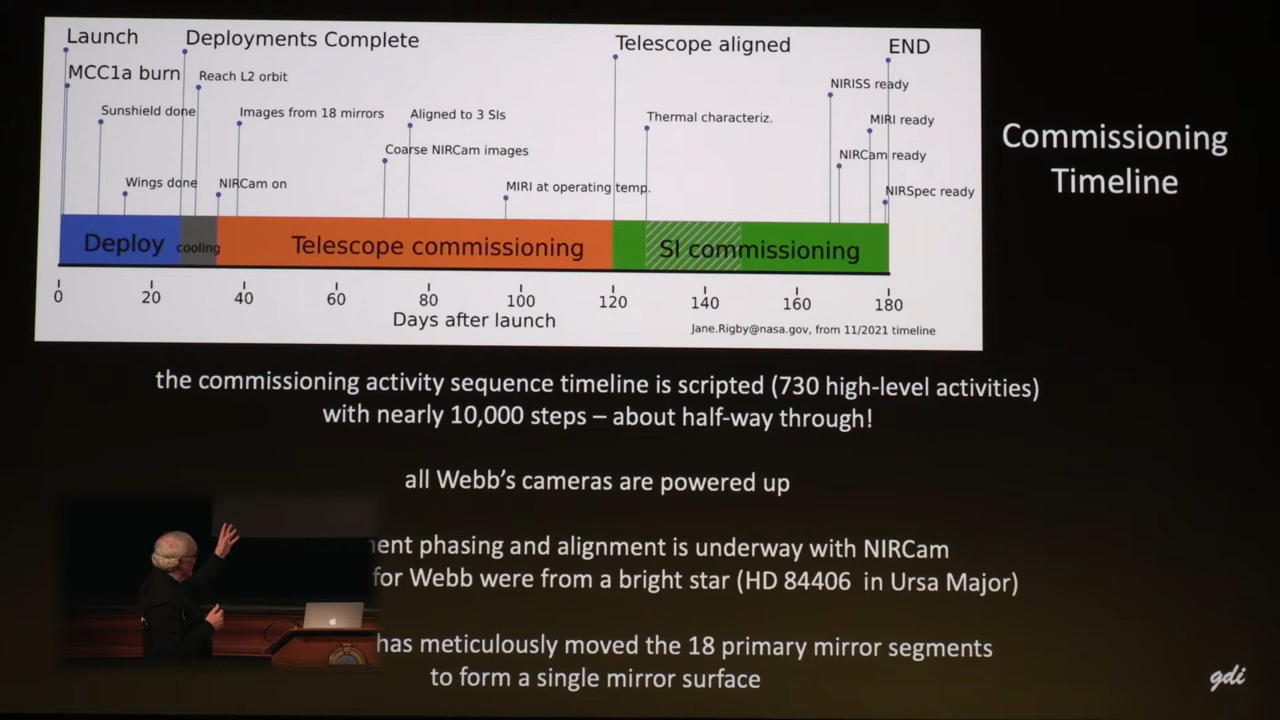 Launch
Deployments Complete
Telescope aligned
END
MCC1a burn
Reach L2 orbit
NIRISS ready
Sunshield done
Images from 18 mirrors
Aligned to 3 SIs
Thermal characteriz.
MIRI ready
Coarse NIRCam images
NIRCam ready
Wings done
NIRCam on
MIRI at operating temp.
NIRSpec ready
Deploy
cooling
Telescope commissioning
SI commissioning
0 20 40 60 80 100 120 140 160 180
Days after launch
Jane.Rigby@nasa.gov, from 11/2021 timeline
Commissioning
Timeline
the commissioning activity sequence timeline is scripted (730 high-level activities)
with nearly 10,000 steps – about half-way through!
all Webb's cameras are powered up
phasing and alignment is underway with NIRCam
for Webb were from a bright star (HD 84406 in Ursa Major)
has meticulously moved the 18 primary mirror segments
to form a single mirror surface
gdi